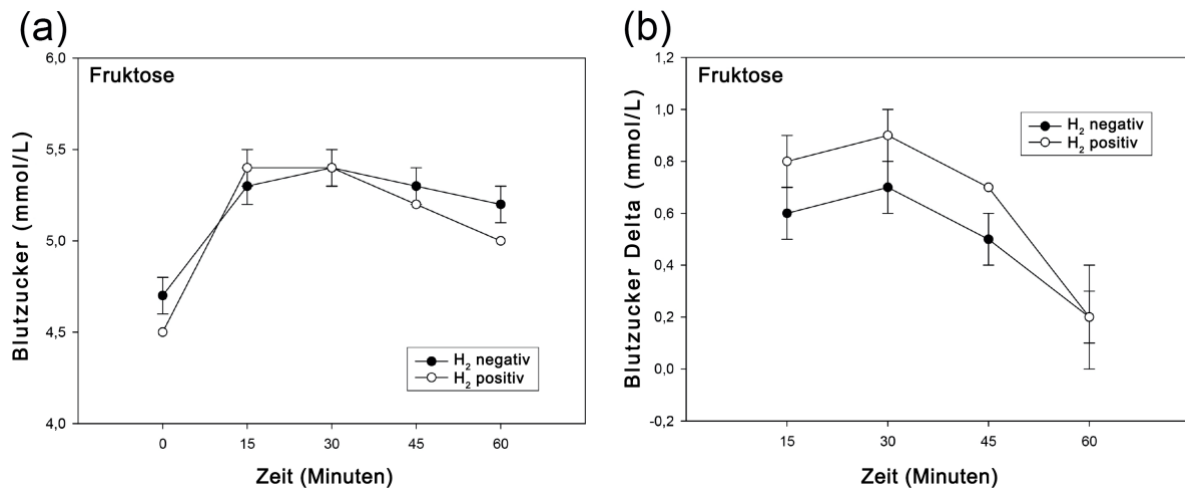 (a)
6,0
Fruktose
5,5
5,0
4,5
4,0
Blutzucker (mmol/L)
H₂ negativ
H₂ positiv
0 15 30 45 60
Zeit (Minuten)
(b)
1,2
Fruktose
1,0
0,8
0,6
0,4
0,2
0,0
-0,2
Blutzucker Delta (mmol/L)
H₂ negativ
H₂ positiv
15 30 45 60
Zeit (Minuten)